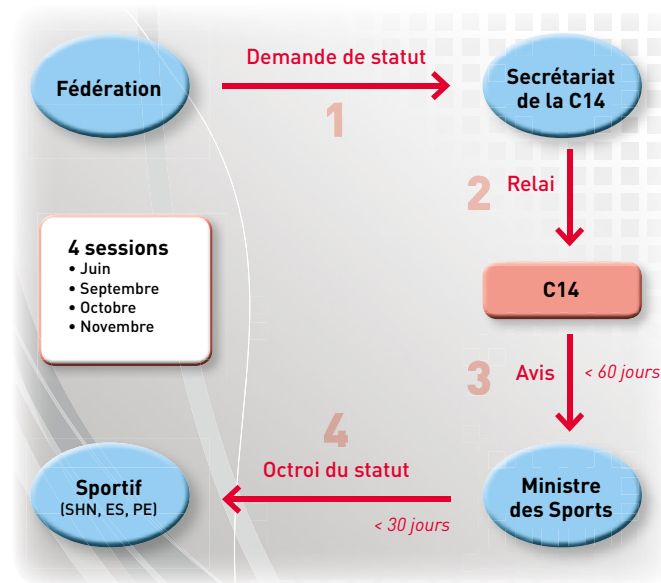 Fédération
Demande de statut
1
Secrétariat
de la C14
2
Relai
4 sessions
• Juin
• Septembre
• Octobre
• Novembre
C14
3
Avis
< 60 jours
4
Octroi du statut
< 30 jours
Ministre
des Sports
Sportif
(SHN, ES, PE)